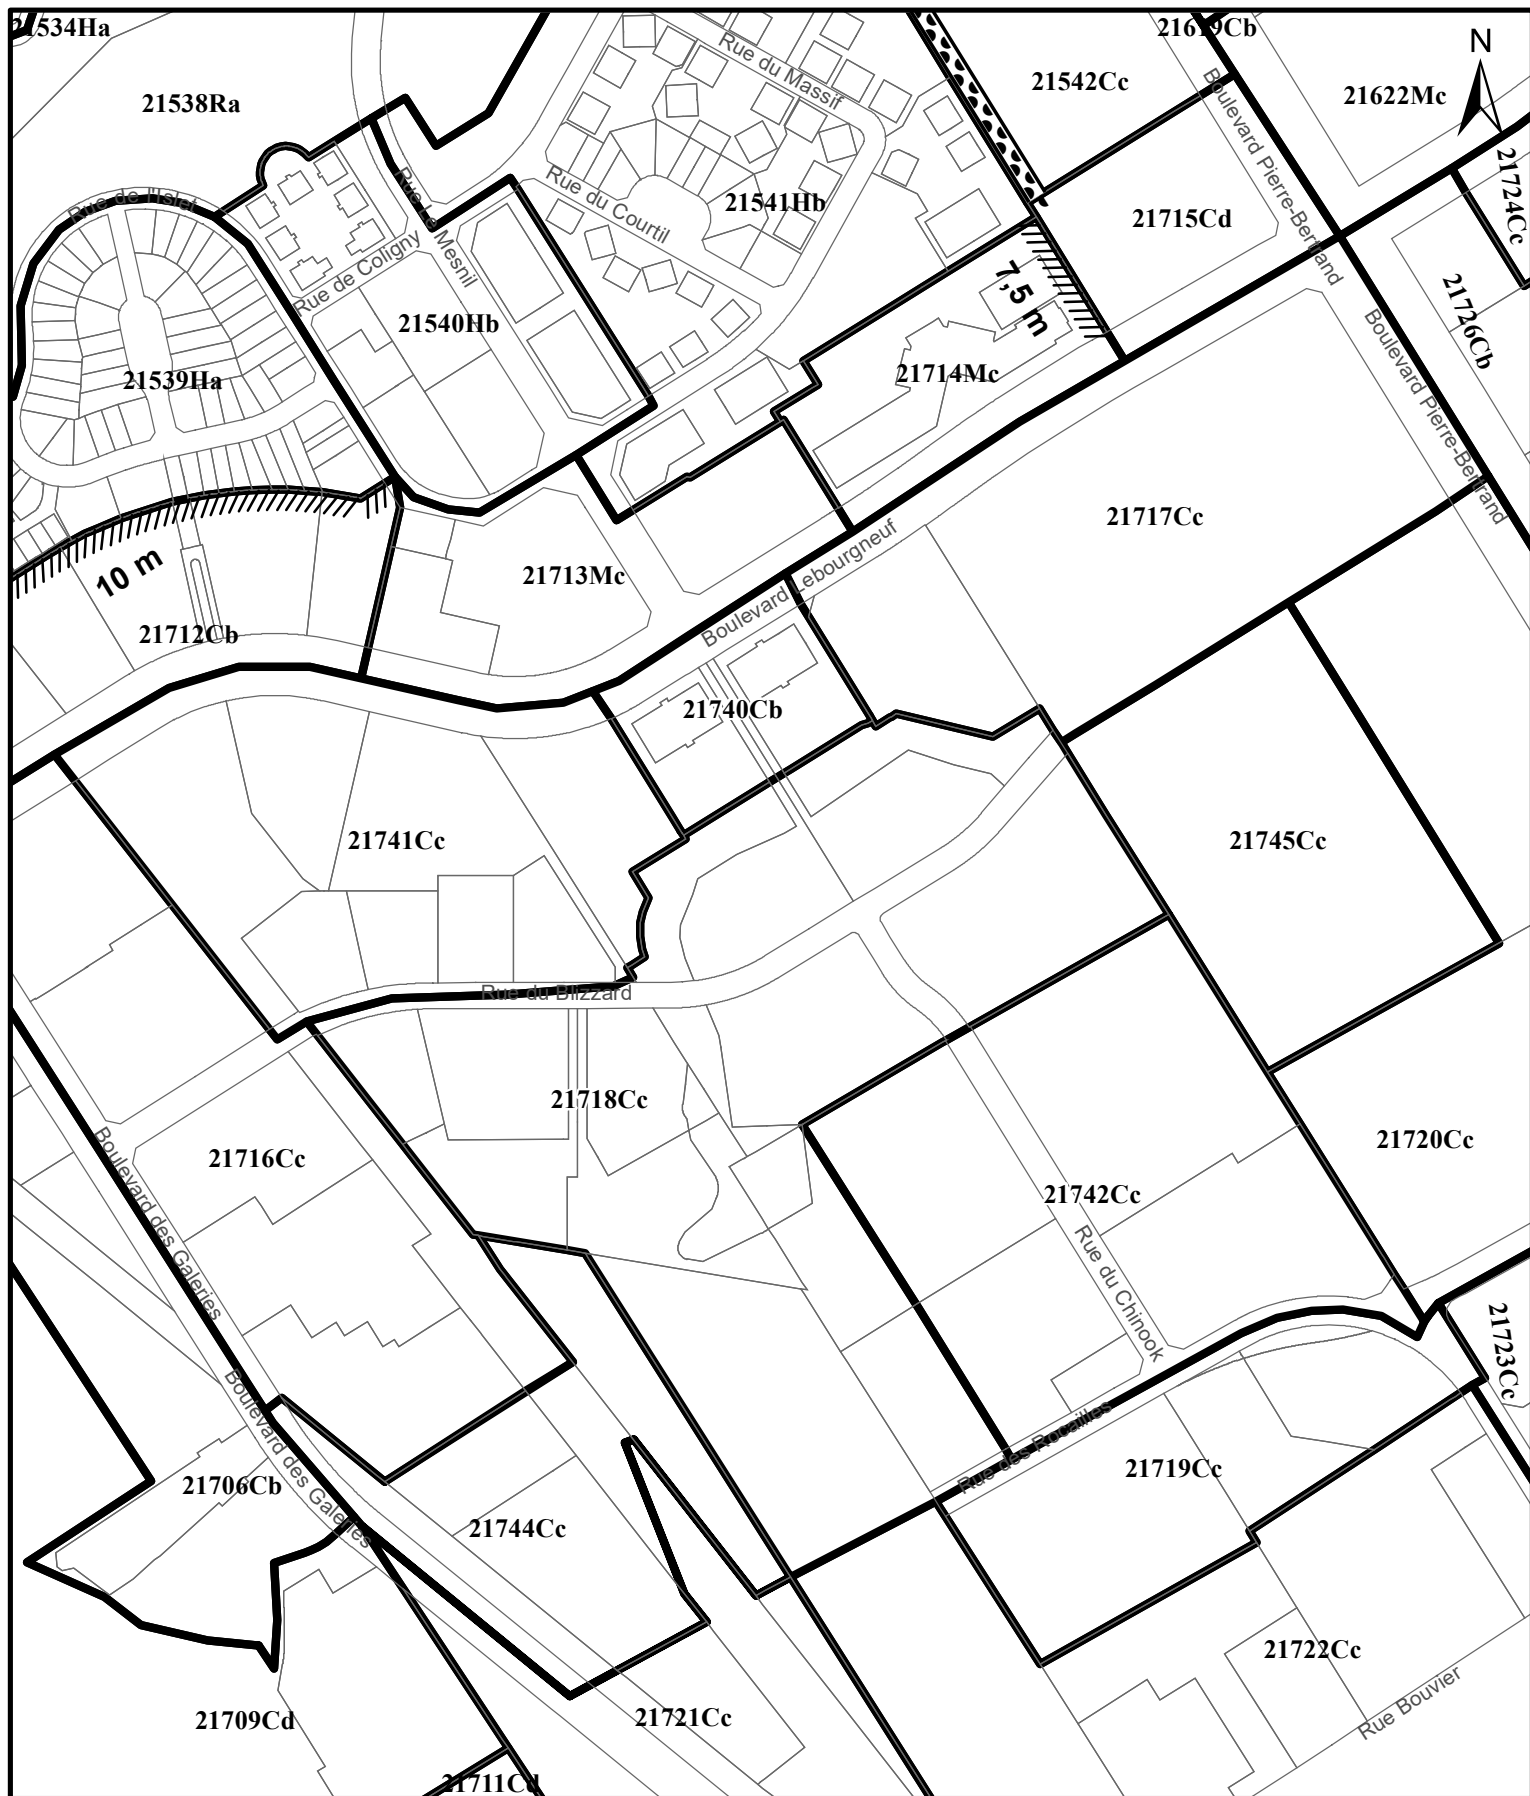 21534Ha
21619Cb
Rue du Massif
N
21542Cc
21622Mc
21538Ra
Boulevard Pierre-Bertrand
21724Cc
Rue de l'Islet
Rue Le Mesnil
Rue du Courtil
21541Hb
21715Cd
Rue de Coligny
7,5 m
21726Cb
21540Hb
Boulevard Pierre-Bertrand
21539Ha
21714Mc
21717Cc
10 m
21713Mc
Boulevard Lebourgneuf
21712Cb
21740Cb
21741Cc
21745Cc
Rue du Blizzard
21718Cc
21716Cc
Boulevard des Galeries
21720Cc
21742Cc
Rue du Chinook
21723Cc
Boulevard des Galeries
Rue des Rocailles
21719Cc
21706Cb
21744Cc
21722Cc
Rue Bouvier
21709Cd
21721Cc
21711Cd